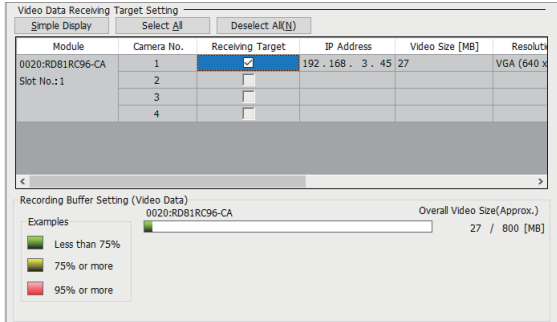 Video Data Receiving Target Setting
Simple Display Select All Deselect All(N)
Module Camera No. Receiving Target IP Address Video Size [MB] Resoluti
0020:RD81RC96-CA 1 192 . 168 . 3 . 45 27 VGA (640 x
Slot No.:1 2
3
4
Recording Buffer Setting (Video Data)
0020:RD81RC96-CA Overall Video Size(Approx.)
Examples
27 / 800 [MB]
Less than 75%
75% or more
95% or more